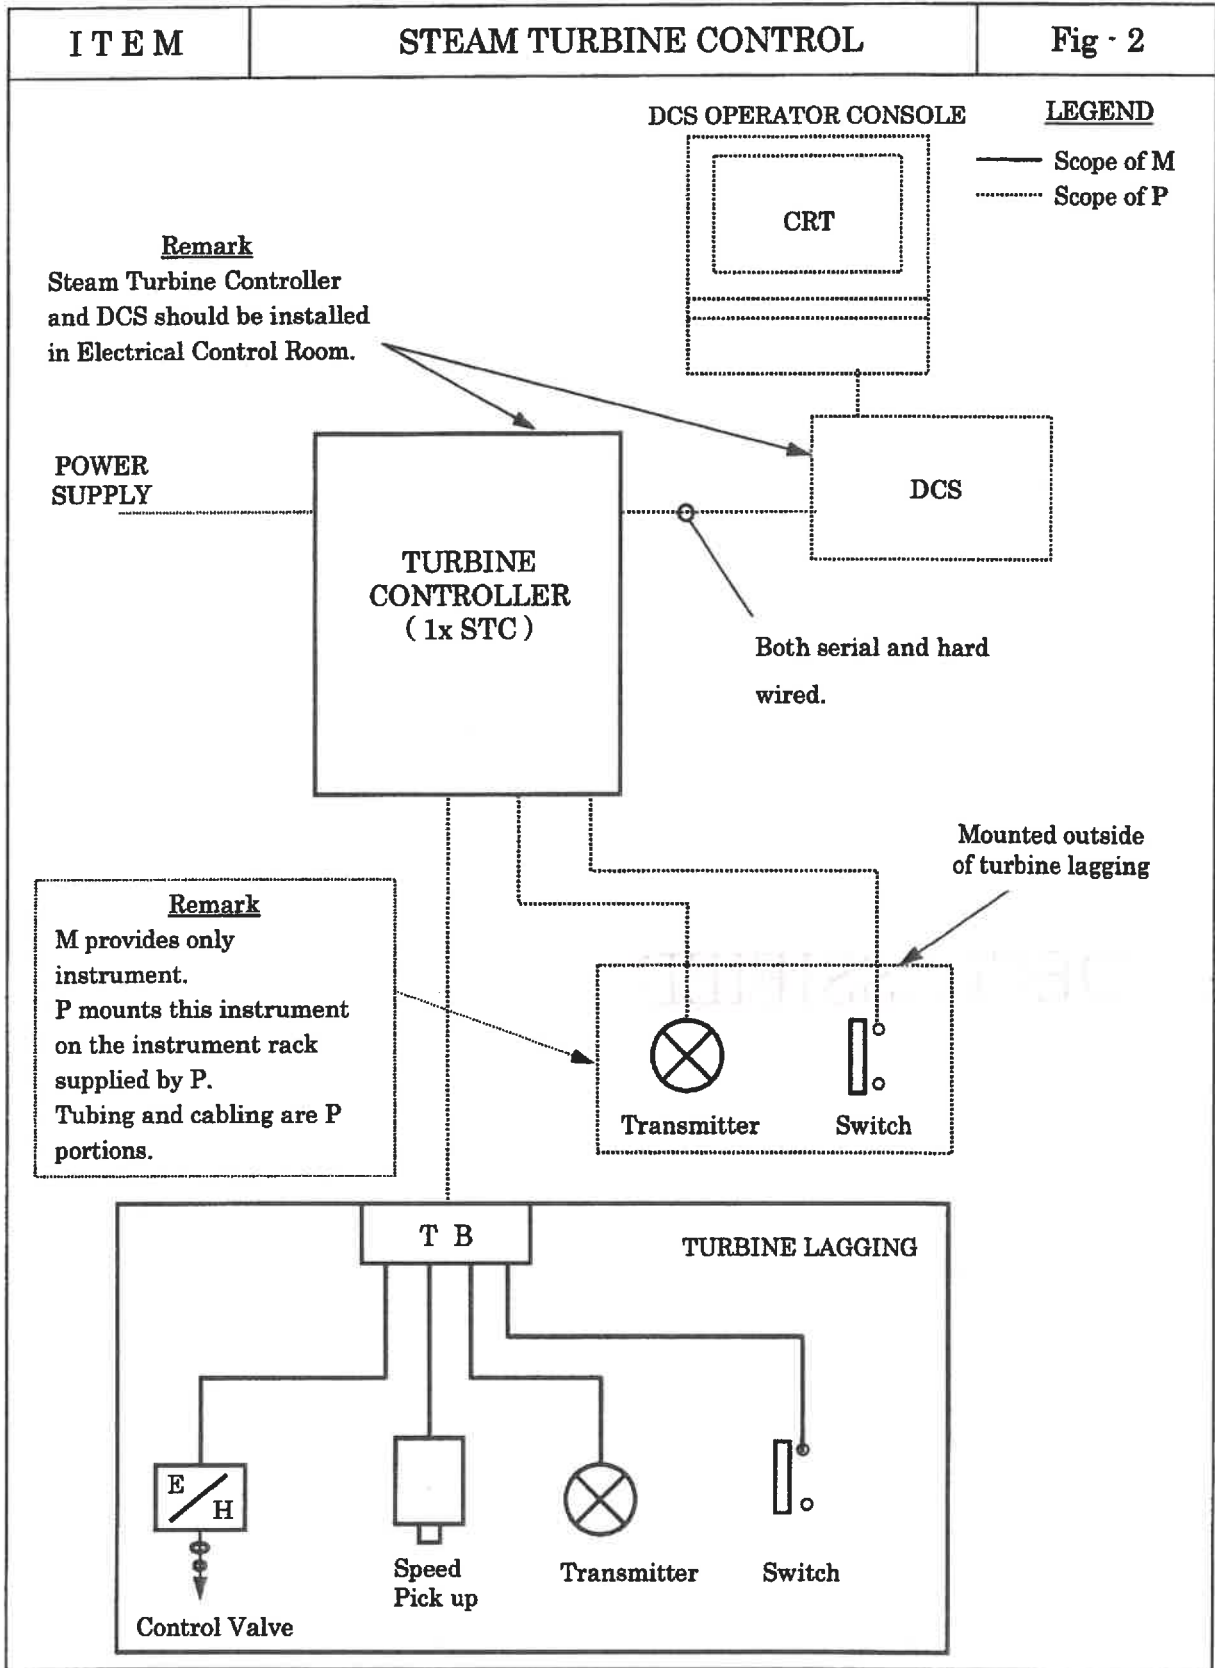 ITEM
STEAM TURBINE CONTROL
Fig - 2
DCS OPERATOR CONSOLE
LEGEND
Scope of M
Scope of P
CRT
Remark
Steam Turbine Controller
and DCS should be installed
in Electrical Control Room.
POWER
SUPPLY
DCS
TURBINE
CONTROLLER
( 1x STC )
Both serial and hard
wired.
Mounted outside
of turbine lagging
Remark
M provides only
instrument.
P mounts this instrument
on the instrument rack
supplied by P.
Tubing and cabling are P
portions.
Transmitter
Switch
T B
TURBINE LAGGING
E
H
Speed
Pick up
Transmitter
Switch
Control Valve